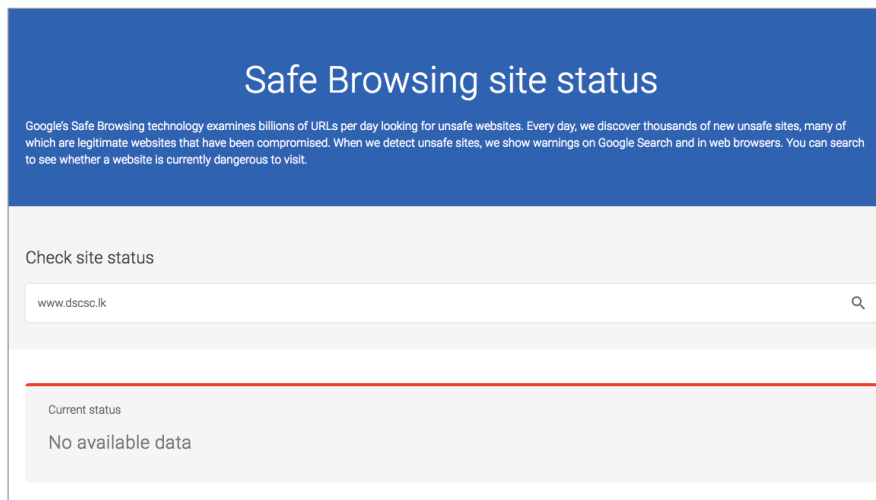 Safe Browsing site status
Google's Safe Browsing technology examines billions of URLs per day looking for unsafe websites. Every day, we discover thousands of new unsafe sites, many of
which are legitimate websites that have been compromised. When we detect unsafe sites, we show warnings on Google Search and in web browsers. You can search
to see whether a website is currently dangerous to visit.
Check site status
www.dscsc.lk
Current status
No available data